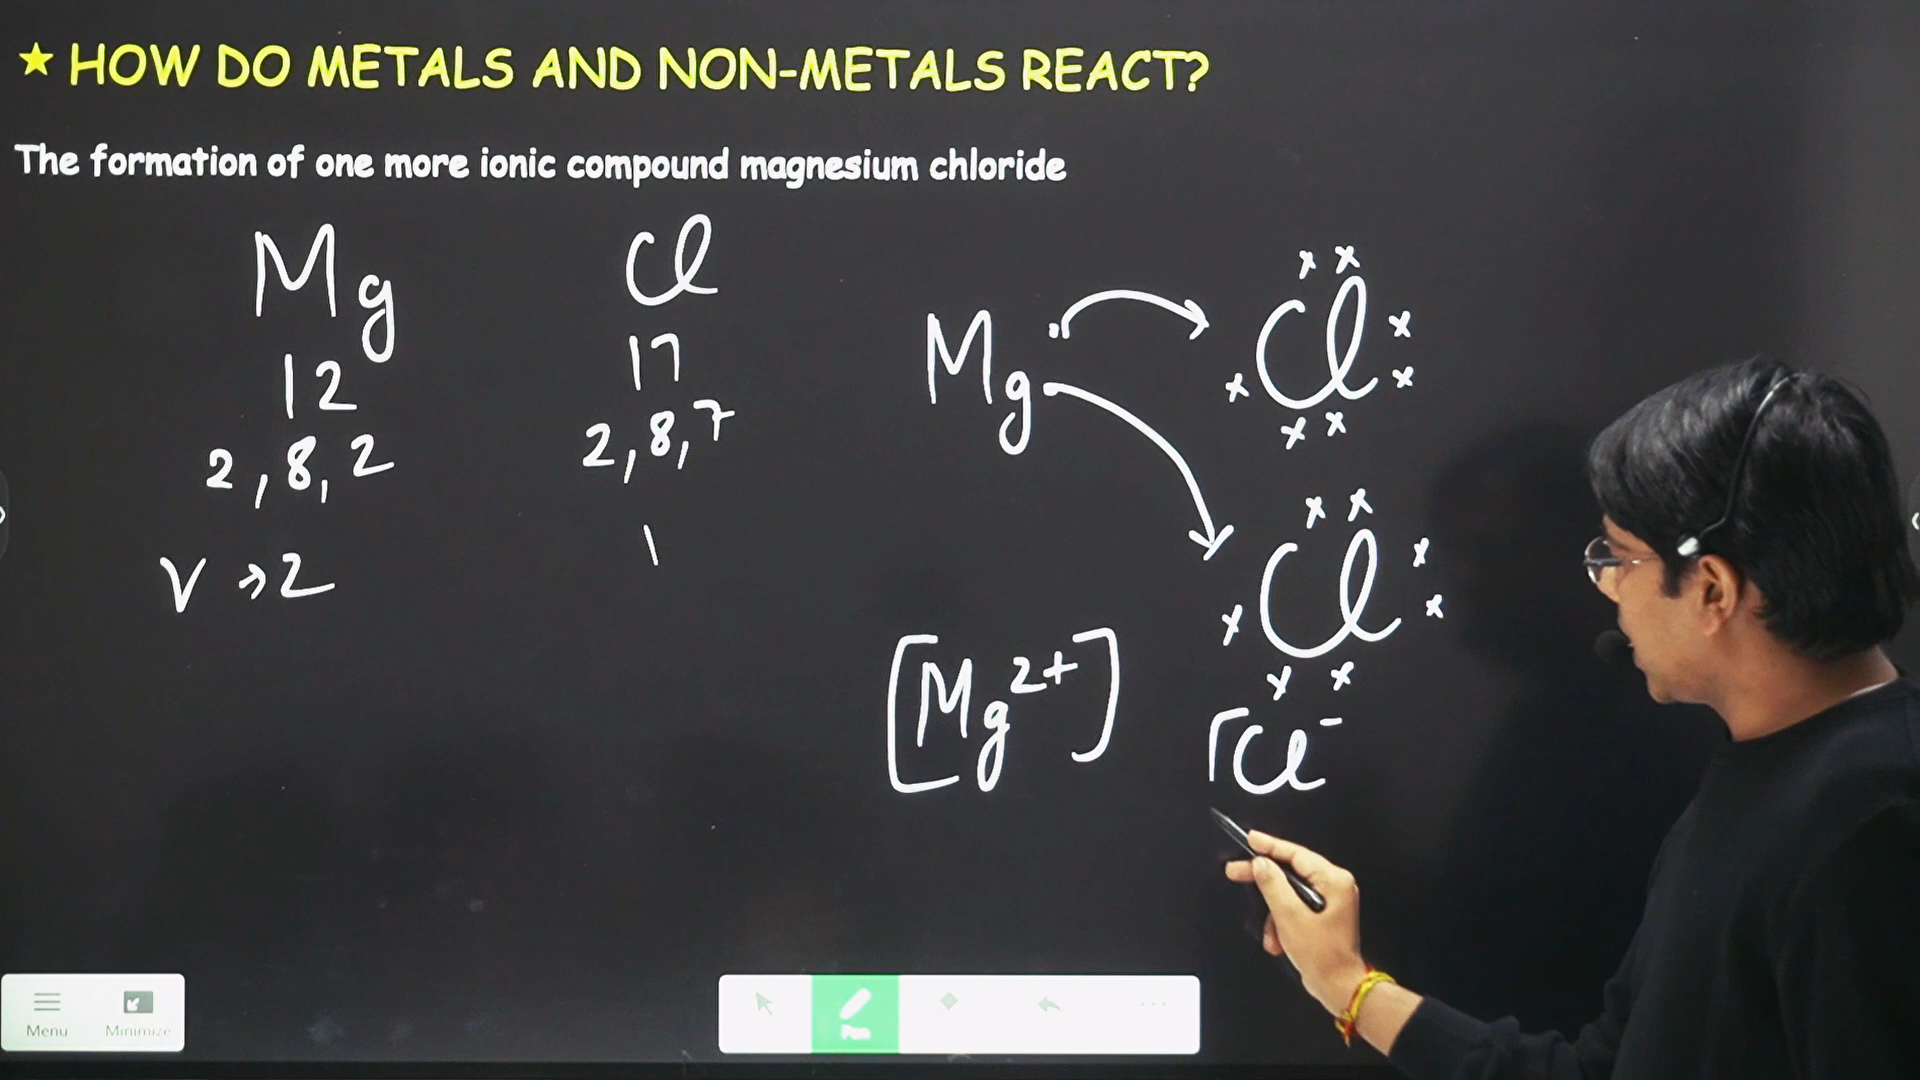 ★ HOW DO METALS AND NON-METALS REACT?
The formation of one more ionic compound magnesium chloride
Mg Cl
12 17
2,8,2 2,8,7
V → 2 1
Mg Cl
Cl
[Mg2+] [Cl-
Menu Minimize Pen